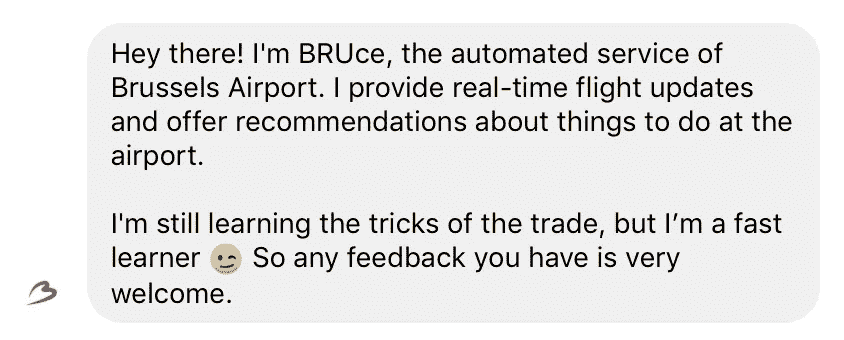 Hey there! I'm BRUce, the automated service of
Brussels Airport. I provide real-time flight updates
and offer recommendations about things to do at the
airport.
I'm still learning the tricks of the trade, but I’m a fast
learner 😉 So any feedback you have is very
welcome.